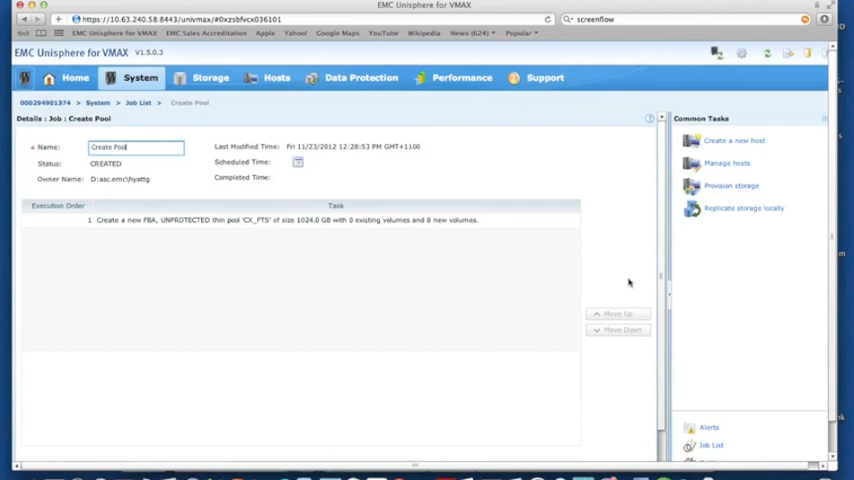 EMC Unisphere for VMAX
https://10.63.240.58:8443/univmax/#0xzsbfvcx036101
screenflow
EMC Unisphere for VMAX
EMC Sales Accreditation
Apple
Yahoo!
Google Maps
YouTube
Wikipedia
News (624)
Popular
EMC Unisphere for VMAX V1.5.0.3
Home
System
Storage
Hosts
Data Protection
Performance
Support
000294901374 > System > Job List > Create Pool
Details : Job : Create Pool
Common Tasks
* Name: Create Pool
Last Modified Time: Fri 11/23/2012 12:28:53 PM GMT+1100
Create a new host
Status: CREATED
Scheduled Time:
Manage hosts
Owner Name: D:asc.emc\hyattg
Completed Time:
Provision storage
Execution Order
Task
Replicate storage locally
1 Create a new FBA, UNPROTECTED thin pool 'CX_FTS' of size 1024.0 GB with 0 existing volumes and 8 new volumes.
Move Up
Move Down
Alerts
Job List